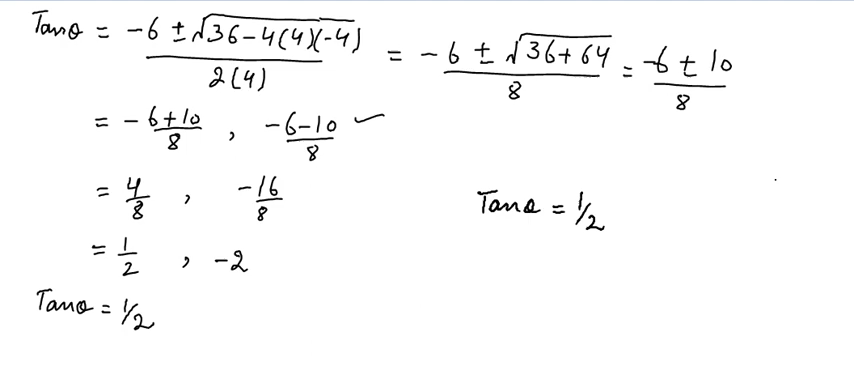 Tanθ = -6 ± √36-4(4)(-4) / 2(4) = -6 ± √36+64 / 8 = -6 ± 10 / 8
= -6+10/8 , -6-10/8 ✓
= 4/8 , -16/8
Tanθ = 1/2
= 1/2 , -2
Tanθ = 1/2